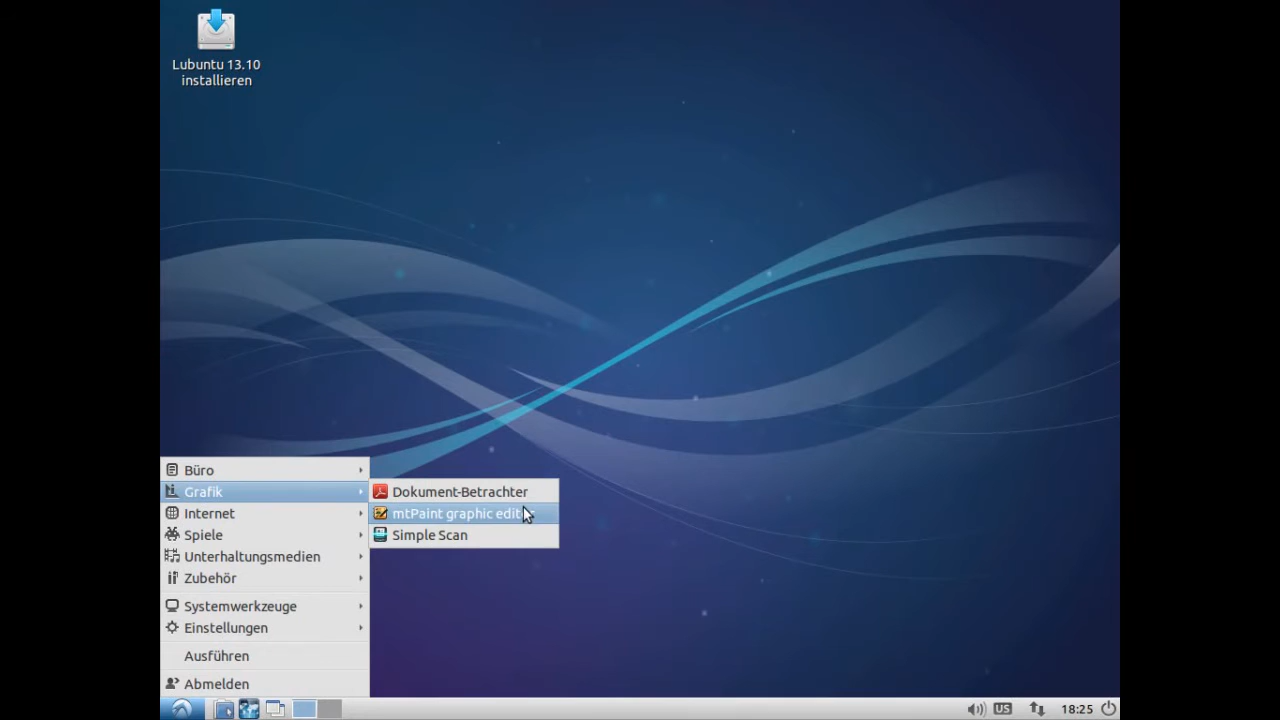 Lubuntu 13.10
installieren
Büro
Grafik
Internet
Spiele
Unterhaltungsmedien
Zubehör
Systemwerkzeuge
Einstellungen
Ausführen
Abmelden
Dokument-Betrachter
mtPaint graphic
Simple Scan
US
18:25